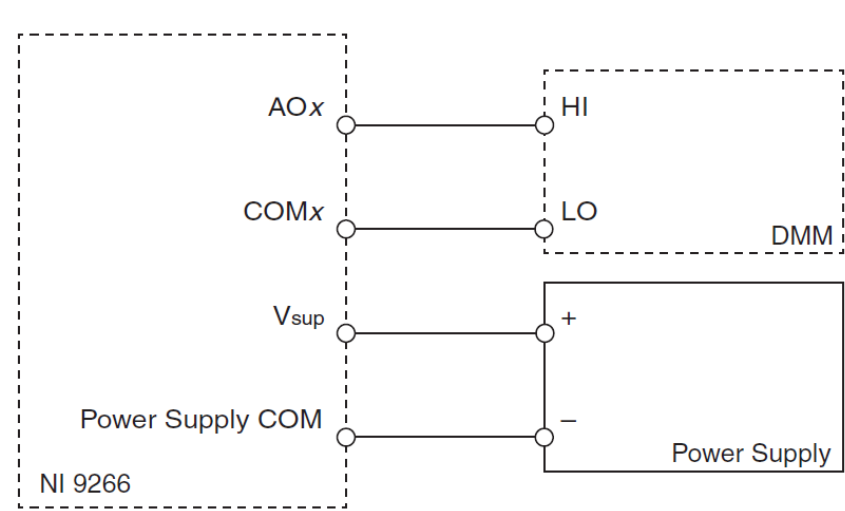 AOx
HI
COMx
LO
DMM
Vsup
+
Power Supply COM
–
Power Supply
NI 9266